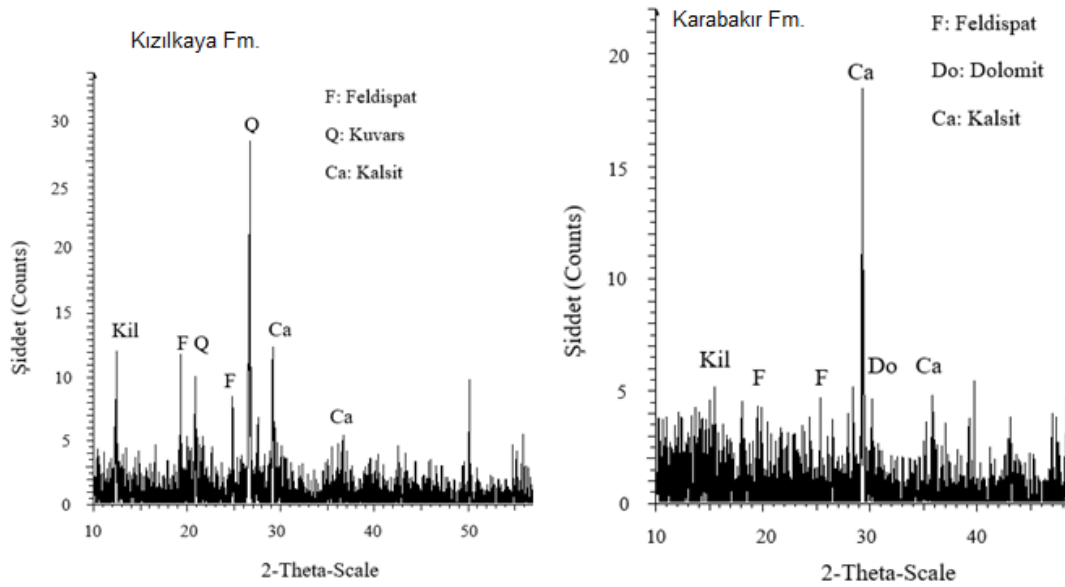 Kızılkaya Fm.
F: Feldispat
Q: Kuvars
Ca: Kalsit
Şiddet (Counts)
30
25
20
15
10
5
0
Kil
F
Q
F
Q
Ca
Ca
10
20
30
40
50
2-Theta-Scale
Karabakır Fm.
F: Feldispat
Do: Dolomit
Ca: Kalsit
Şiddet (Counts)
20
15
10
5
0
Ca
Kil
F
F
Do
Ca
10
20
30
40
2-Theta-Scale